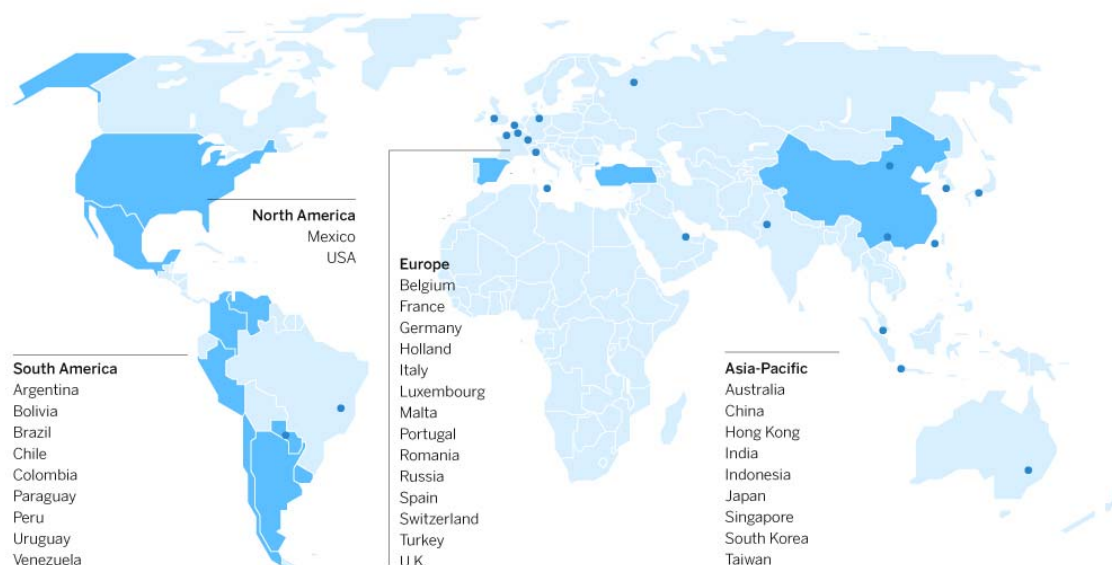 North America
Mexico
USA
Europe
Belgium
France
Germany
Holland
Italy
Luxembourg
Malta
Portugal
Romania
Russia
Spain
Switzerland
Turkey
U.K.
South America
Argentina
Bolivia
Brazil
Chile
Colombia
Paraguay
Peru
Uruguay
Venezuela
Asia-Pacific
Australia
China
Hong Kong
India
Indonesia
Japan
Singapore
South Korea
Taiwan